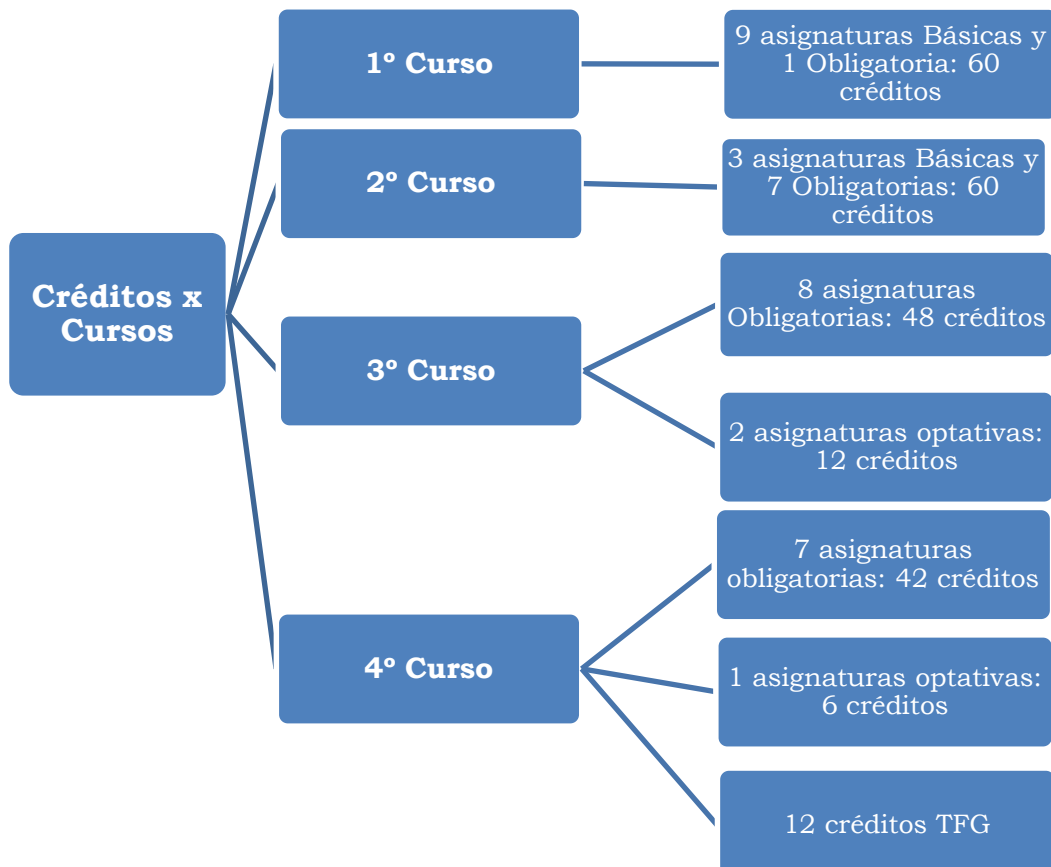 Créditos x
Cursos
1º Curso
9 asignaturas Básicas y
1 Obligatoria: 60
créditos
2º Curso
3 asignaturas Básicas y
7 Obligatorias: 60
créditos
3º Curso
8 asignaturas
Obligatorias: 48 créditos
2 asignaturas optativas:
12 créditos
4º Curso
7 asignaturas
obligatorias: 42 créditos
1 asignaturas optativas:
6 créditos
12 créditos TFG